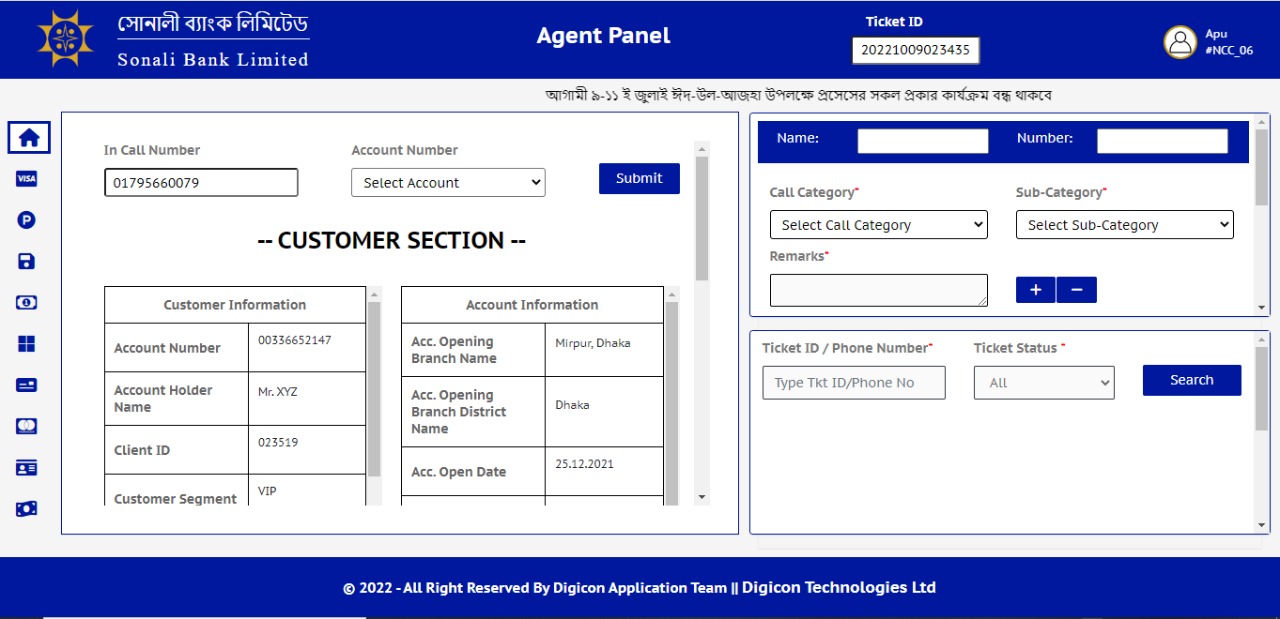 সোনালী ব্যাংক লিমিটেড
Sonali Bank Limited
Agent Panel
Ticket ID
20221009023435
Apu
#NCC_06
আগামী ৯-১১ ই জুলাই ঈদ-উল-আজহা উপলক্ষে প্রসেসের সকল প্রকার কার্যক্রম বন্ধ থাকবে
VISA
P
In Call Number
01795660079
Account Number
Select Account
Submit
-- CUSTOMER SECTION --
Customer Information
Account Number 00336652147
Account Holder
Name
Mr. XYZ
Client ID 023519
Customer Segment VIP
Account Information
Acc. Opening
Branch Name
Mirpur, Dhaka
Acc. Opening
Branch District
Name
Dhaka
Acc. Open Date 25.12.2021
Name:
Number:
Call Category*
Select Call Category
Sub-Category*
Select Sub-Category
Remarks*
+ −
Ticket ID / Phone Number*
Type Tkt ID/Phone No
Ticket Status *
All
Search
© 2022 - All Right Reserved By Digicon Application Team || Digicon Technologies Ltd